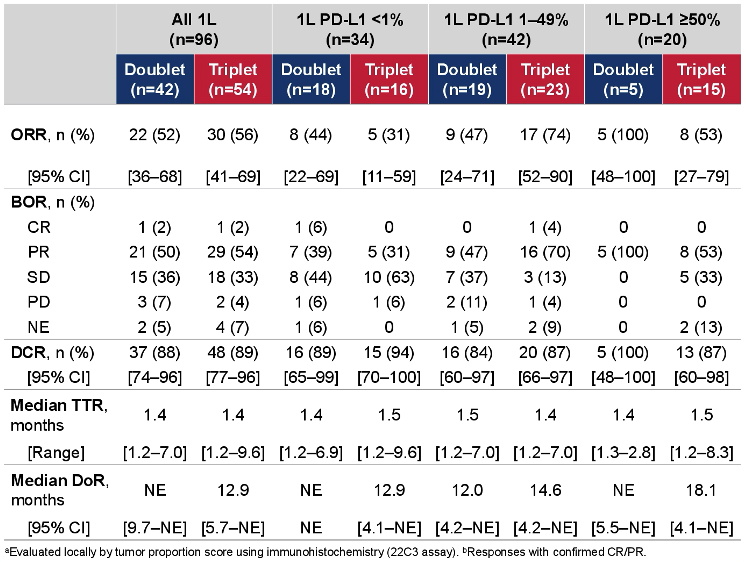 All 1L (n=96) 1L PD-L1 <1% (n=34) 1L PD-L1 1–49% (n=42) 1L PD-L1 ≥50% (n=20)
Doublet (n=42) Triplet (n=54) Doublet (n=18) Triplet (n=16) Doublet (n=19) Triplet (n=23) Doublet (n=5) Triplet (n=15)
ORR, n (%) 22 (52) 30 (56) 8 (44) 5 (31) 9 (47) 17 (74) 5 (100) 8 (53)
[95% CI] [36–68] [41–69] [22–69] [11–59] [24–71] [52–90] [48–100] [27–79]
BOR, n (%)
CR 1 (2) 1 (2) 1 (6) 0 0 1 (4) 0 0
PR 21 (50) 29 (54) 7 (39) 5 (31) 9 (47) 16 (70) 5 (100) 8 (53)
SD 15 (36) 18 (33) 8 (44) 10 (63) 7 (37) 3 (13) 0 5 (33)
PD 3 (7) 2 (4) 1 (6) 1 (6) 2 (11) 1 (4) 0 0
NE 2 (5) 4 (7) 1 (6) 0 1 (5) 2 (9) 0 2 (13)
DCR, n (%) 37 (88) 48 (89) 16 (89) 15 (94) 16 (84) 20 (87) 5 (100) 13 (87)
[95% CI] [74–96] [77–96] [65–99] [70–100] [60–97] [66–97] [48–100] [60–98]
Median TTR, months 1.4 1.4 1.4 1.5 1.5 1.4 1.4 1.5
[Range] [1.2–7.0] [1.2–9.6] [1.2–6.9] [1.2–9.6] [1.2–7.0] [1.2–7.0] [1.3–2.8] [1.2–8.3]
Median DoR, months NE 12.9 NE 12.9 12.0 14.6 NE 18.1
[95% CI] [9.7–NE] [5.7–NE] NE [4.1–NE] [4.2–NE] [4.2–NE] [5.5–NE] [4.1–NE]
ᵃEvaluated locally by tumor proportion score using immunohistochemistry (22C3 assay). ᵇResponses with confirmed CR/PR.